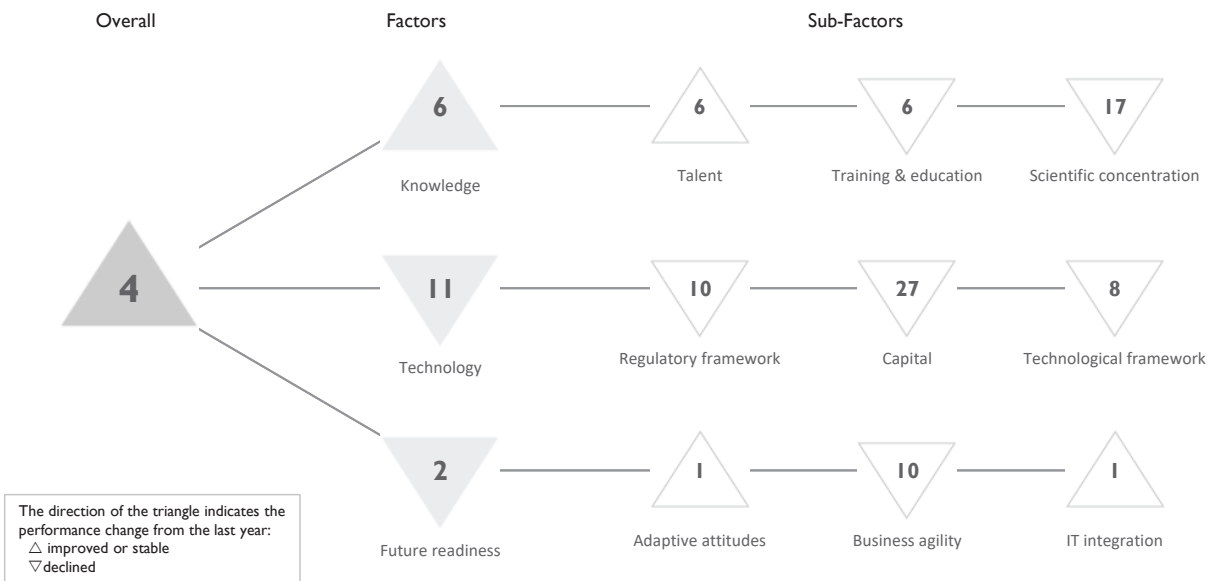 Overall
Factors
Sub-Factors
6
6
6
17
Knowledge
Talent
Training & education
Scientific concentration
4
11
10
27
8
Technology
Regulatory framework
Capital
Technological framework
2
1
10
1
Future readiness
Adaptive attitudes
Business agility
IT integration
The direction of the triangle indicates the
performance change from the last year:
△ improved or stable
▽ declined